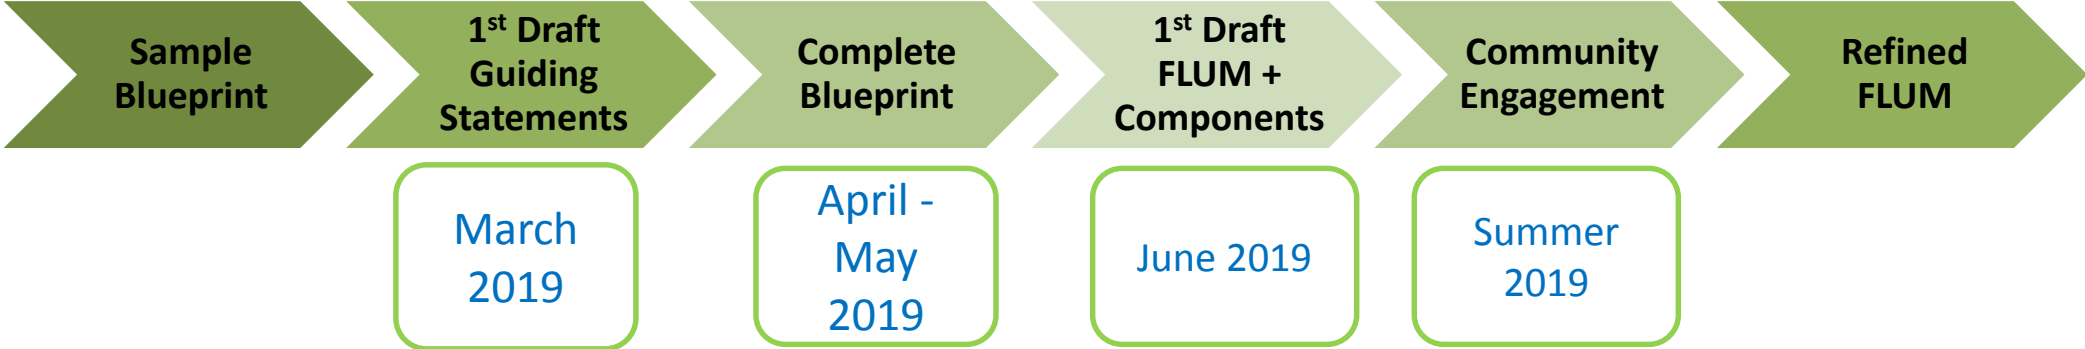 Sample
Blueprint
1st Draft
Guiding
Statements
Complete
Blueprint
1st Draft
FLUM +
Components
Community
Engagement
Refined
FLUM
March
2019
April -
May
2019
June 2019
Summer
2019